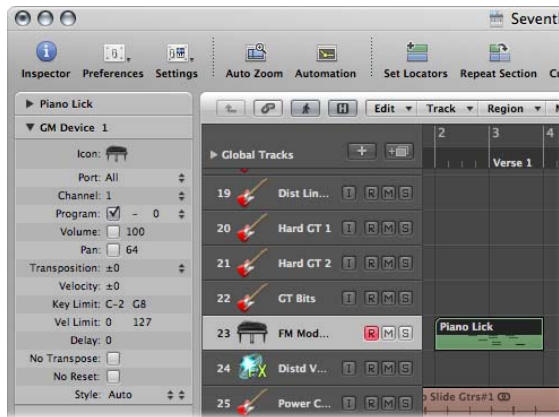 Seventl
Inspector Preferences Settings Auto Zoom Automation Set Locators Repeat Section
Piano Lick
Edit Track Region
GM Device 1
2 3 4
Icon:
Global Tracks
Verse 1
Port: All
Channel: 1
19 Dist Lin... I R M S
Program: - 0
Volume: 100
20 Hard GT 1 I R M S
Pan: 64
Transposition: ±0
21 Hard GT 2 I R M S
Velocity: ±0
Key Limit: C-2 G8
22 GT Bits I R M S
Vel Limit: 0 127
Piano Lick
Delay: 0
23 FM Mod... R M S
No Transpose:
No Reset:
24 EX Distd V... I R M S
Style: Auto
Slide Gtrs#1
25 Power C... I R M S